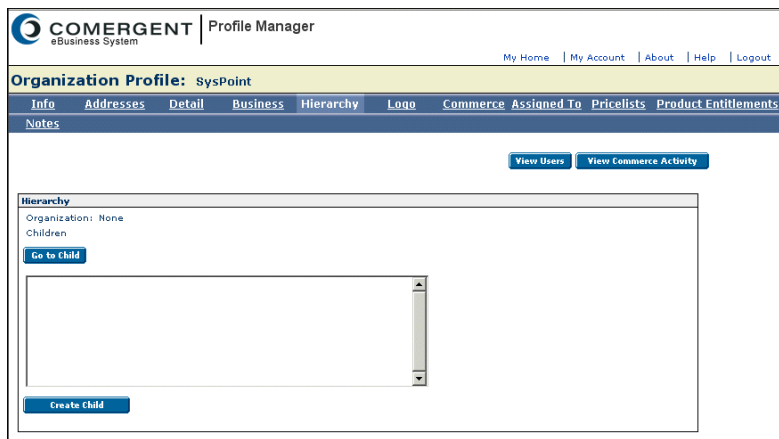 COMERGENT Profile Manager
eBusiness System
My Home | My Account | About | Help | Logout
Organization Profile: SysPoint
Info Addresses Detail Business Hierarchy Logo Commerce Assigned To Pricelists Product Entitlements
Notes
View Users View Commerce Activity
Hierarchy
Organization: None
Children
Go to Child
Create Child